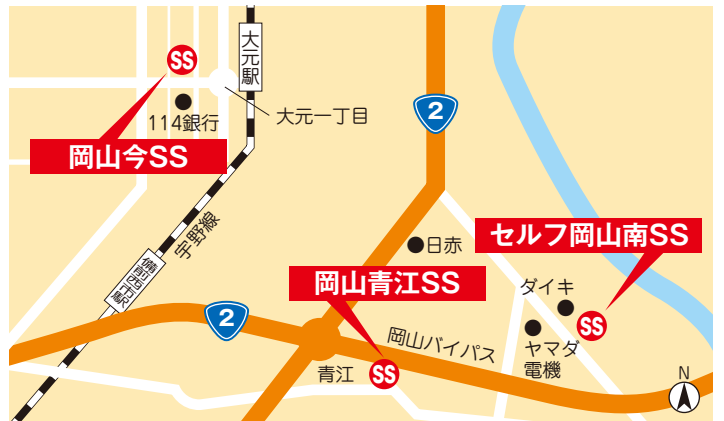 SS
大元駅
大元一丁目
114銀行
岡山今SS
2
宇野線
備前西市駅
日赤
セルフ岡山南SS
岡山青江SS
ダイキ
SS
ヤマダ
電機
2
岡山バイパス
青江
SS
N